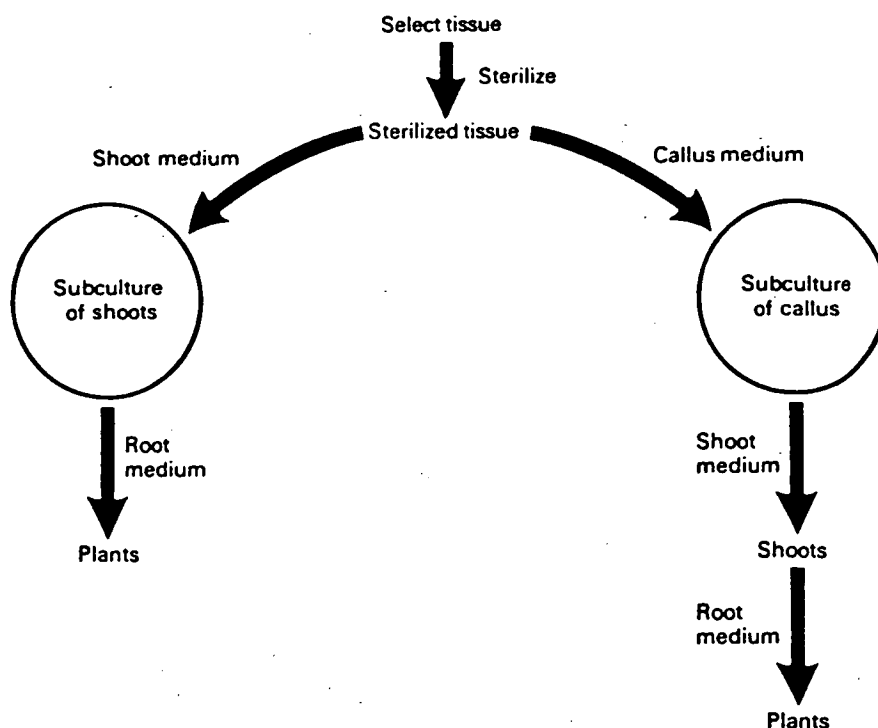 Select tissue
Sterilize
Sterilized tissue
Shoot medium
Callus medium
Subculture
of shoots
Subculture
of callus
Root
medium
Plants
Shoot
medium
Shoots
Root
medium
Plants